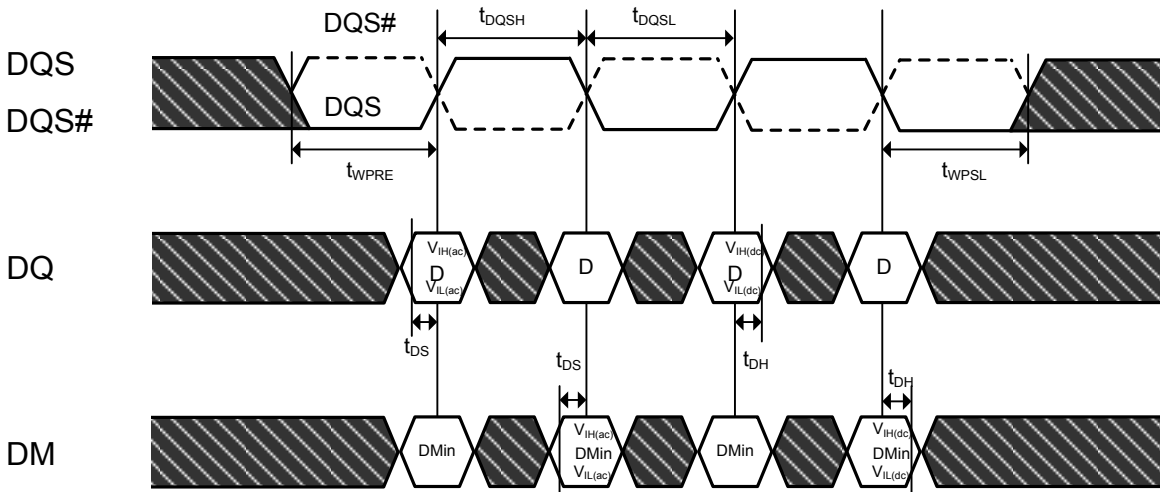 DQS# tDQSH tDQSL
DQS
DQS
DQS#
tWPRE tWPSL
VIH(ac) VIH(dc)
DQ D D D D
VIL(ac) VIL(dc)
tDS tDS tDH tDH
VIH(ac) VIH(dc)
DM DMin DMin DMin DMin
VIL(ac) VIL(dc)